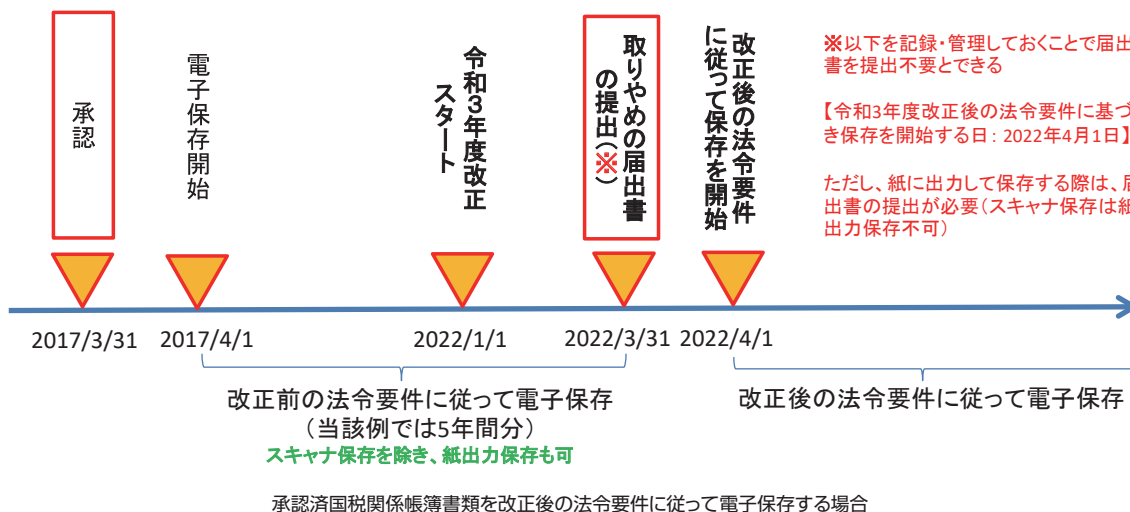 承認
電子保存開始
令和３年度改正
スタート
取りやめの届出書
の提出（※）
改正後の法令要件
に従って保存を開始
※以下を記録・管理しておくことで届出
書を提出不要とできる
【令和3年度改正後の法令要件に基づ
き保存を開始する日：2022年4月1日】
ただし、紙に出力して保存する際は、届
出書の提出が必要（スキャナ保存は紙
出力保存不可）
2017/3/31
2017/4/1
2022/1/1
2022/3/31
2022/4/1
改正前の法令要件に従って電子保存
（当該例では5年間分）
スキャナ保存を除き、紙出力保存も可
改正後の法令要件に従って電子保存
承認済国税関係帳簿書類を改正後の法令要件に従って電子保存する場合